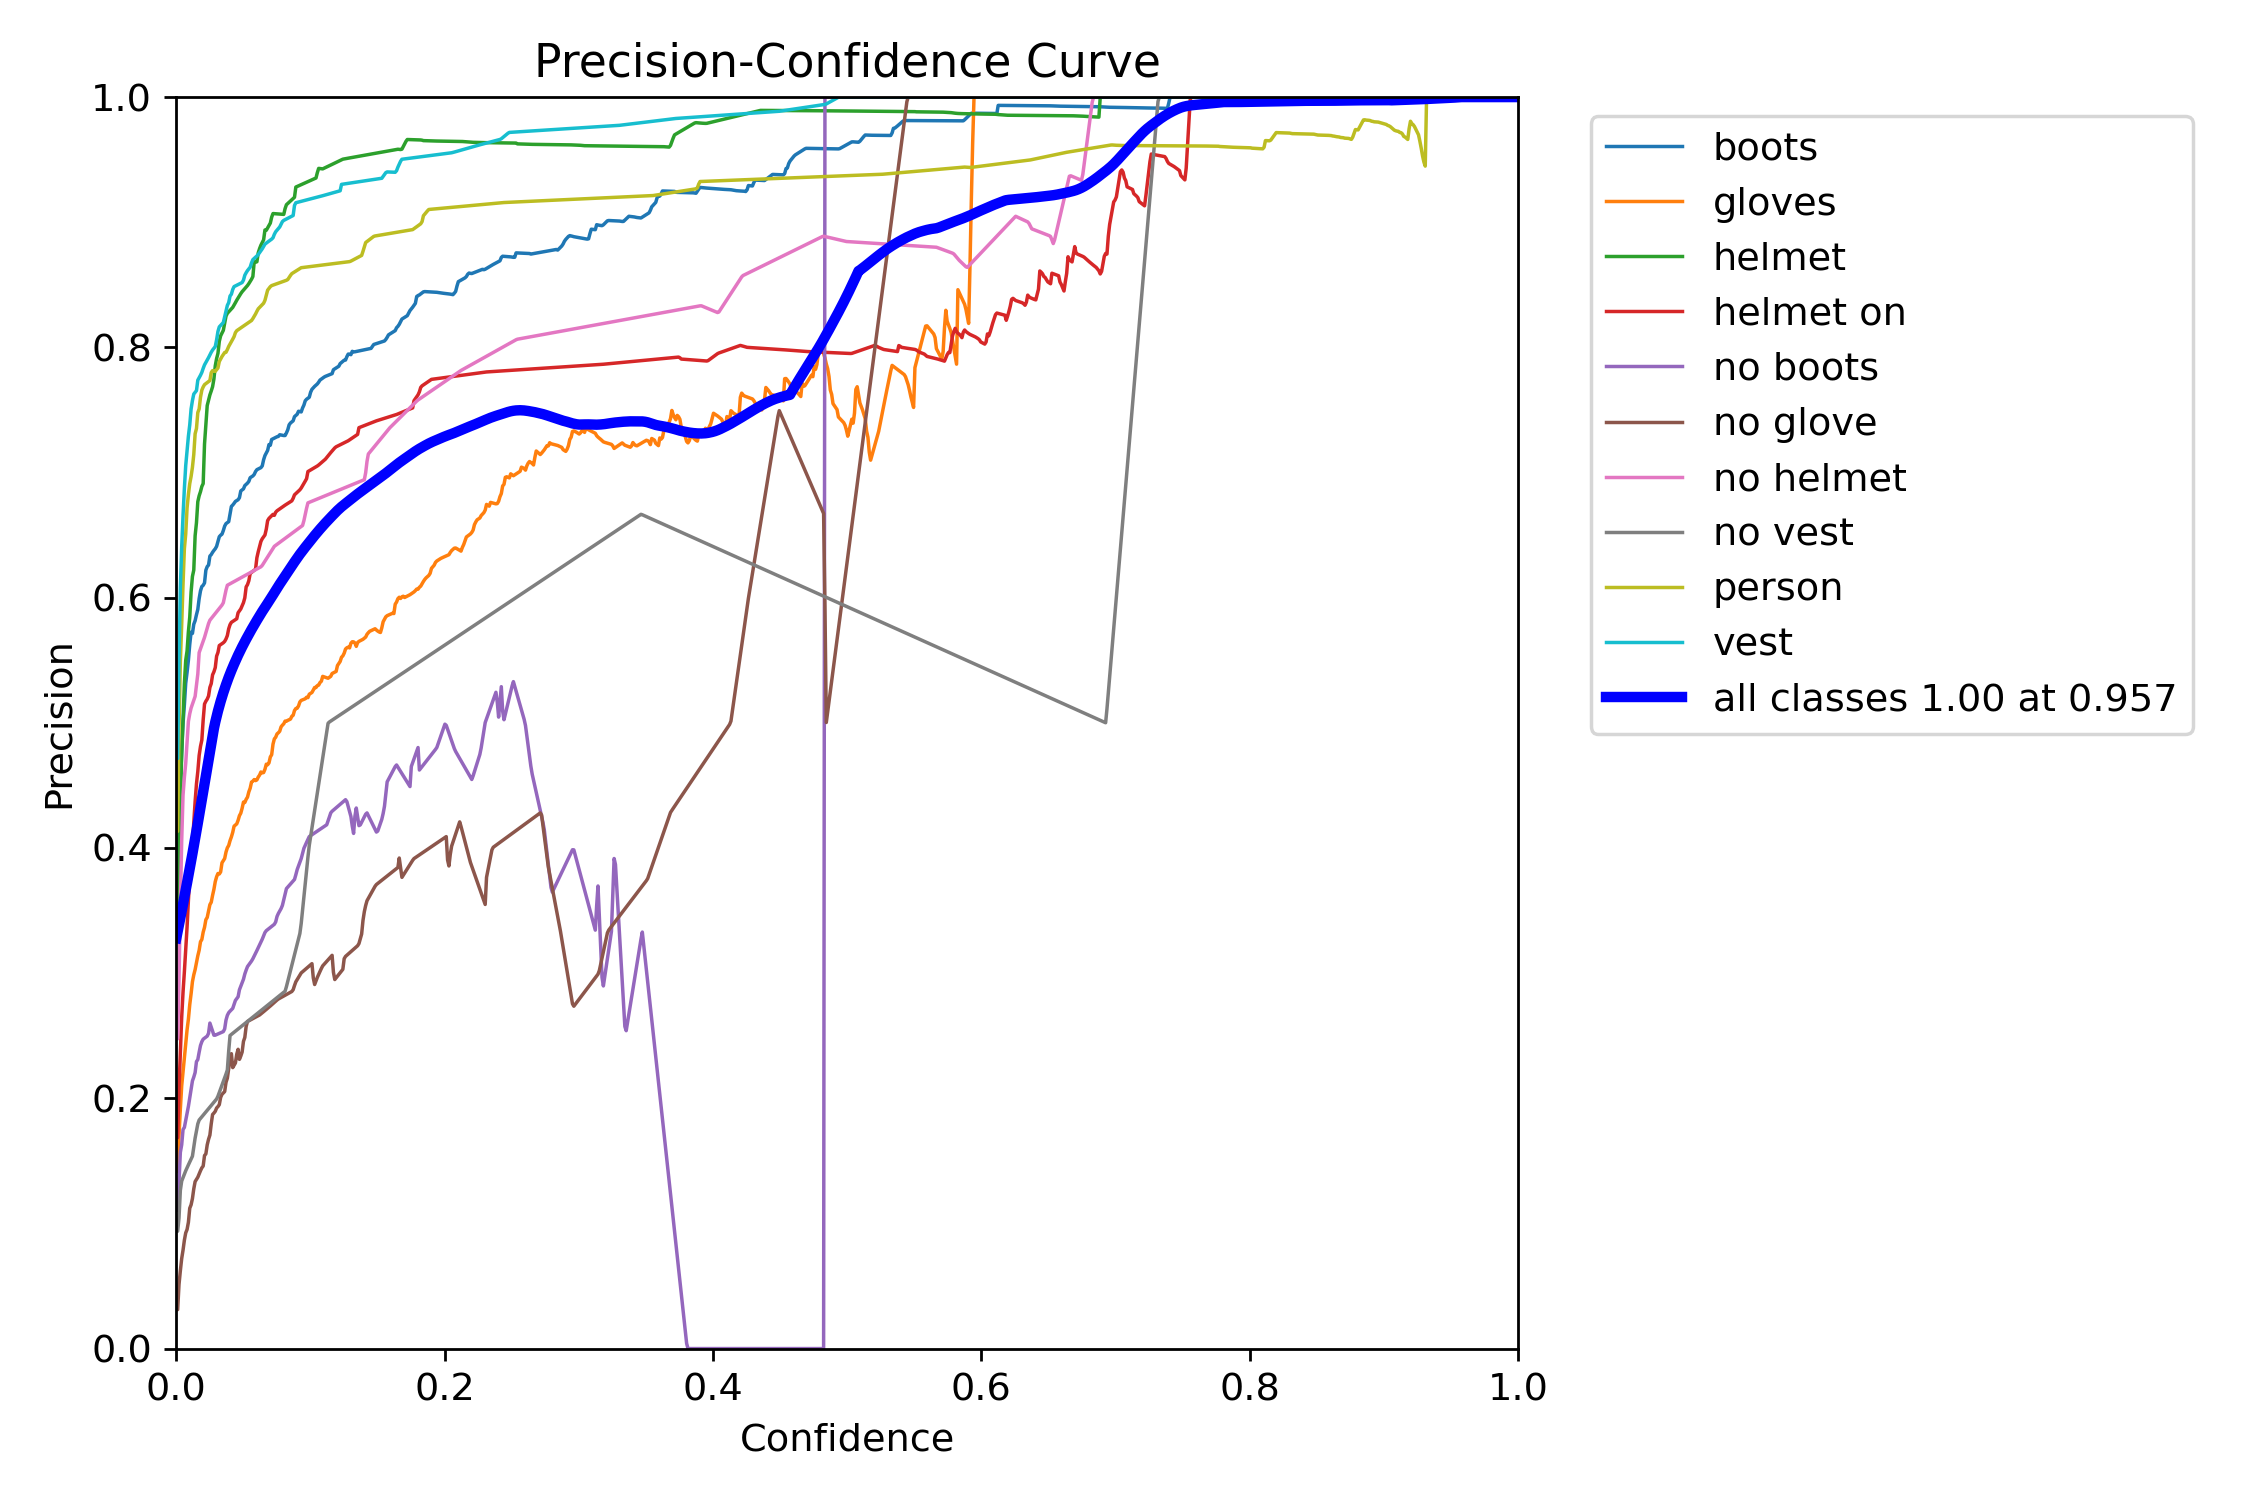 Precision-Confidence Curve
1.0
0.8
0.6
0.4
0.2
0.0
Precision
0.0 0.2 0.4 0.6 0.8 1.0
Confidence
boots
gloves
helmet
helmet on
no boots
no glove
no helmet
no vest
person
vest
all classes 1.00 at 0.957